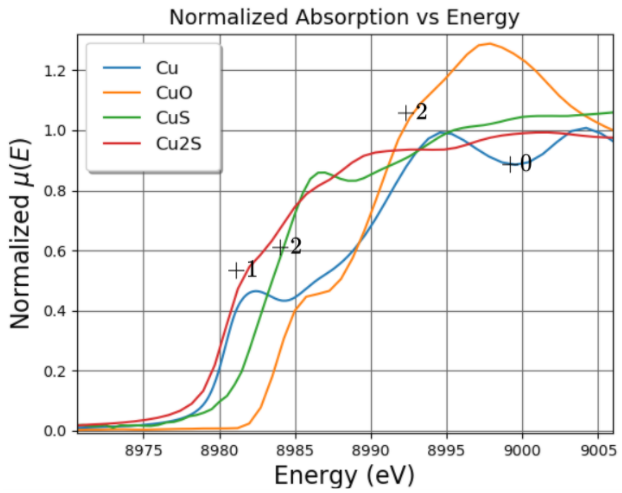 Normalized Absorption vs Energy
Normalized μ(E)
1.2
1.0
0.8
0.6
0.4
0.2
0.0
Cu
CuO
CuS
Cu2S
+2
+0
+2
+1
8975
8980
8985
8990
8995
9000
9005
Energy (eV)